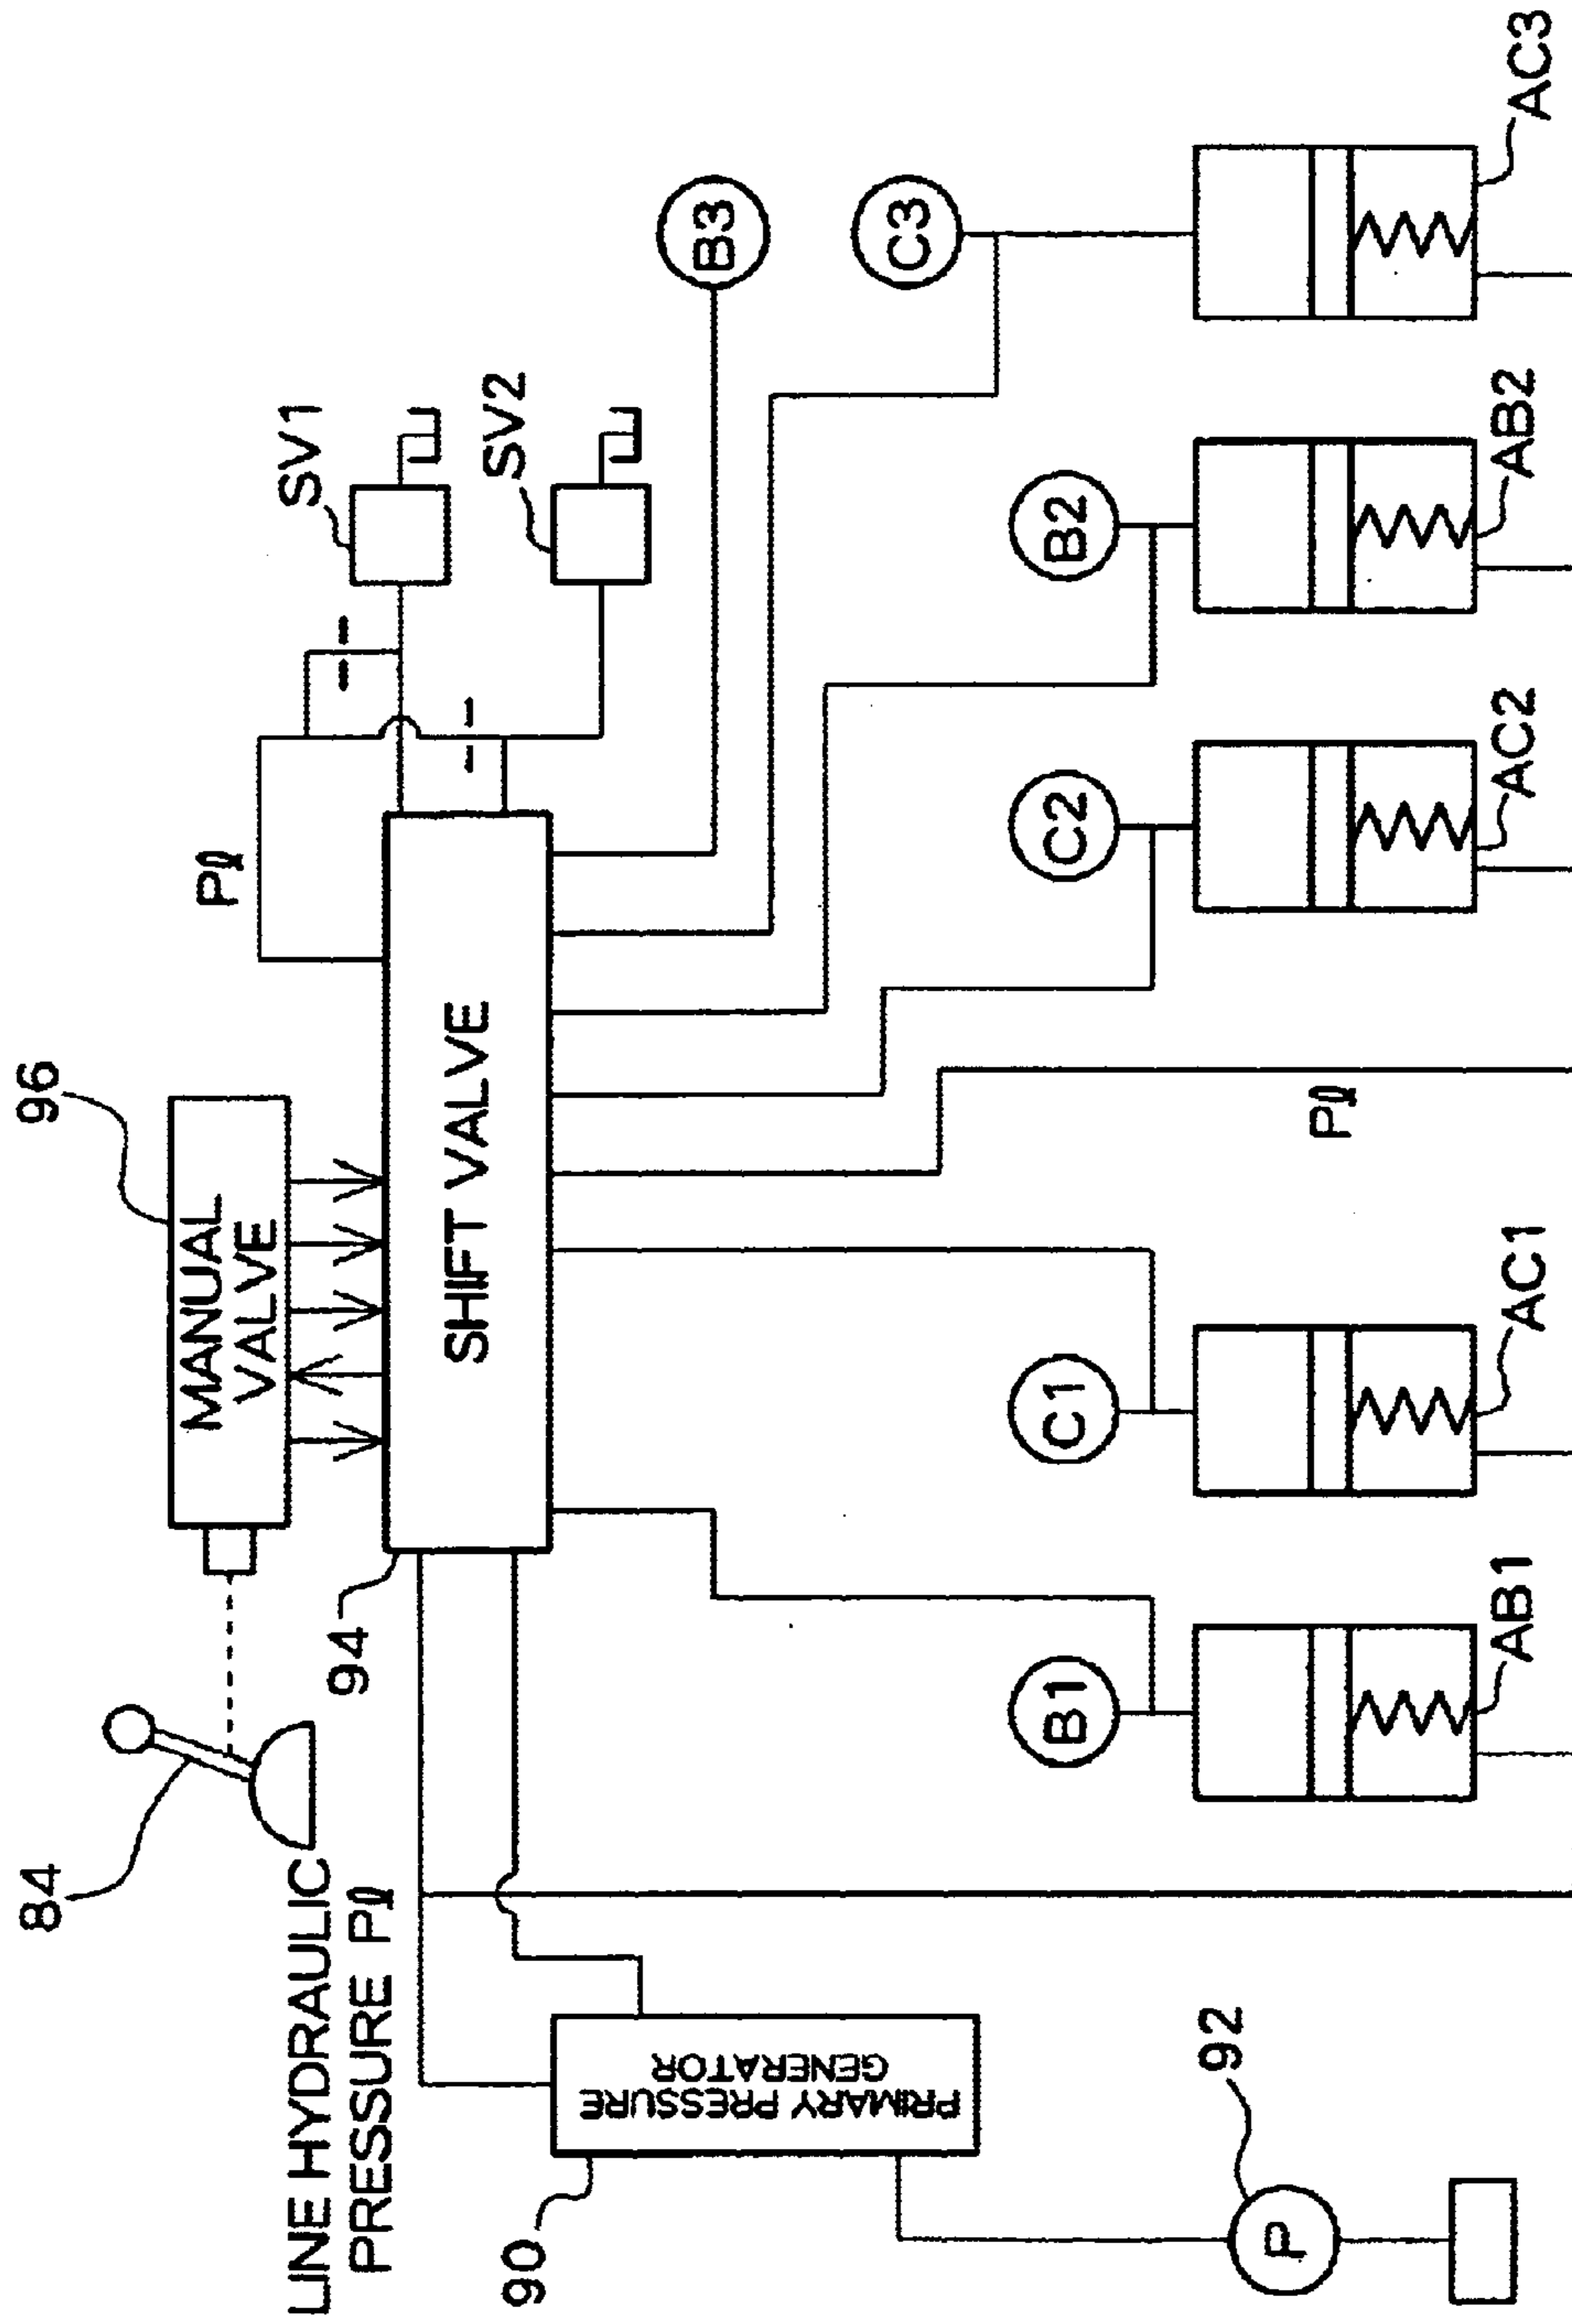 84
96
LINE HYDRAULIC
PRESSURE Pℓ
MANUAL
VALVE
Pℓ
SV1
SV2
94
SHIFT VALVE
90
PRIMARY PRESSURE
GENERATOR
B3
C3
B1
C1
C2
B2
92
P
Pℓ
AB1
AC1
AC2
AB2
AC3